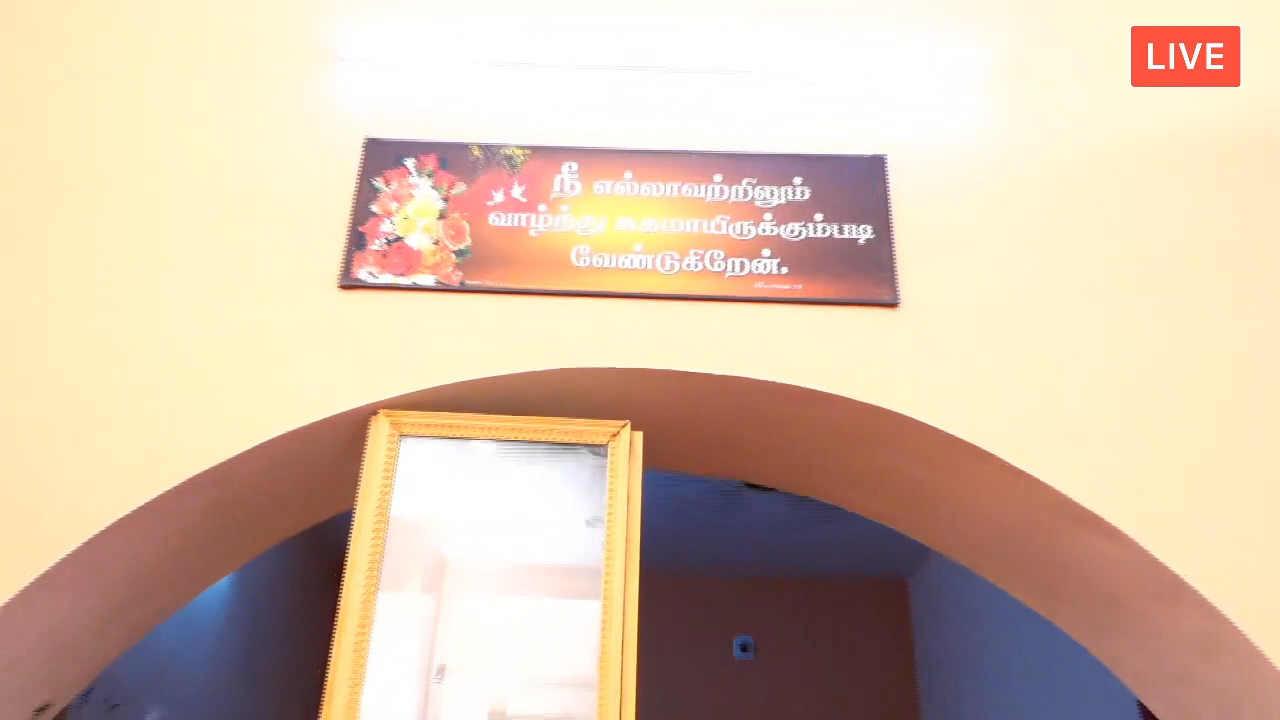 LIVE
நீ எல்லாவற்றிலும்
வாழ்ந்து சுகமாயிருக்கும்படி
வேண்டுகிறேன்.